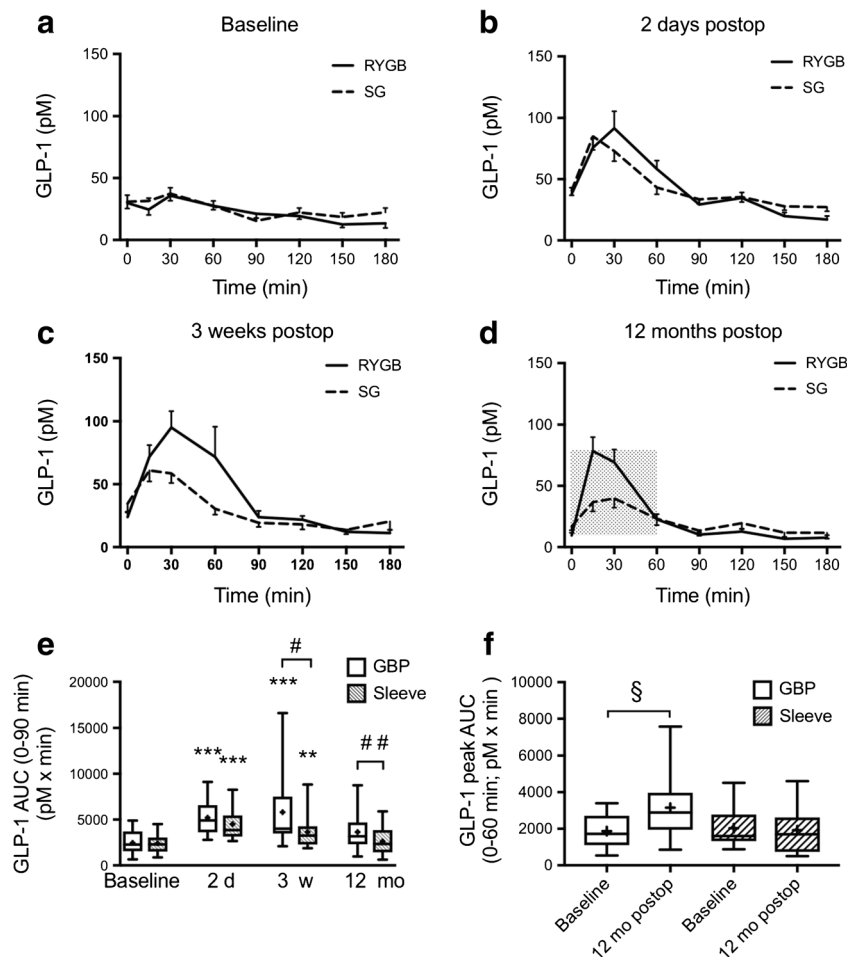 a
Baseline
150
100
50
0
GLP-1 (pM)
RYGB
SG
0 30 60 90 120 150 180
Time (min)
b
2 days postop
150
100
50
0
GLP-1 (pM)
RYGB
SG
0 30 60 90 120 150 180
Time (min)
c
3 weeks postop
150
100
50
0
GLP-1 (pM)
RYGB
SG
0 30 60 90 120 150 180
Time (min)
d
12 months postop
150
100
50
0
GLP-1 (pM)
RYGB
SG
0 30 60 90 120 150 180
Time (min)
e
GLP-1 AUC (0-90 min)
(pM x min)
20000
15000
10000
5000
0
#
GBP
Sleeve
***
***
***
**
# #
Baseline 2 d 3 w 12 mo
f
GLP-1 peak AUC
(0-60 min; pM x min )
10000
8000
6000
4000
2000
0
§
GBP
Sleeve
Baseline
12 mo postop
Baseline
12 mo postop